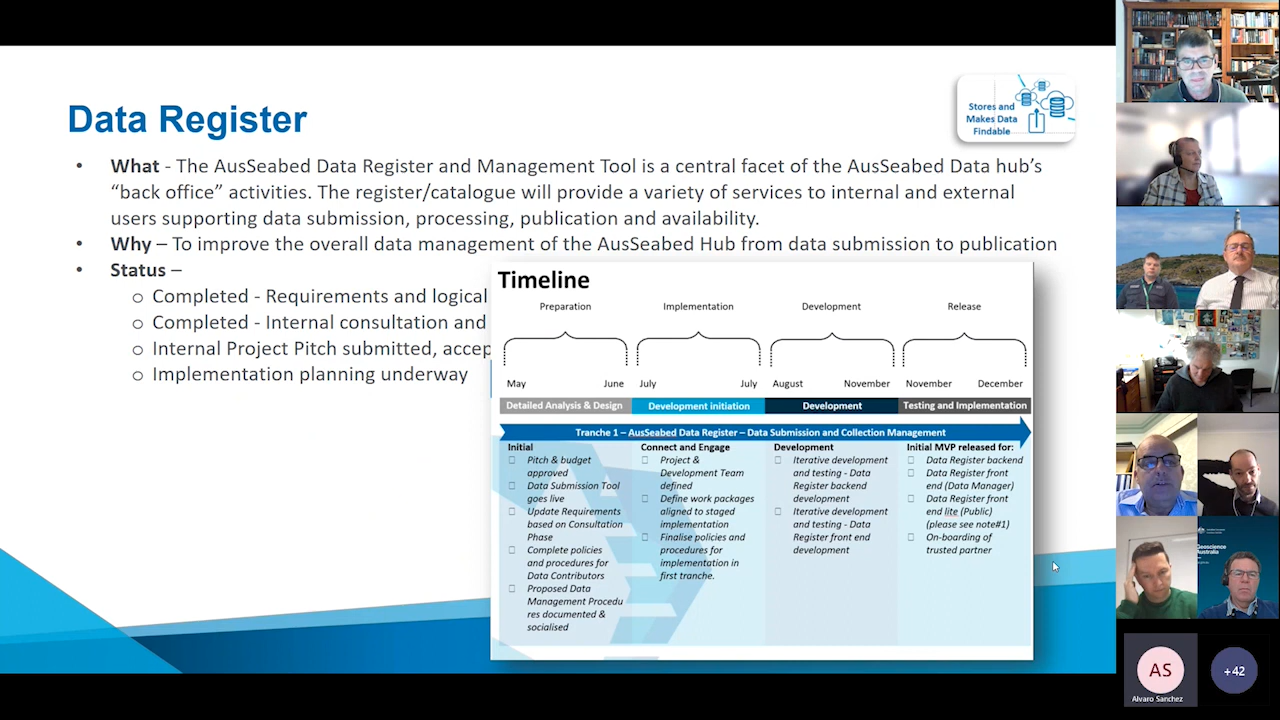 Data Register
Stores and
Makes Data
Findable
• What - The AusSeabed Data Register and Management Tool is a central facet of the AusSeabed Data hub’s
“back office” activities. The register/catalogue will provide a variety of services to internal and external
users supporting data submission, processing, publication and availability.
• Why – To improve the overall data management of the AusSeabed Hub from data submission to publication
• Status –
o Completed - Requirements and logical
o Completed - Internal consultation and
o Internal Project Pitch submitted, accep
o Implementation planning underway
Timeline
Preparation
Implementation
Development
Release
May June
July July
August November
November December
Detailed Analysis & Design
Development initiation
Development
Testing and Implementation
Tranche 1 – AusSeabed Data Register – Data Submission and Collection Management
Initial
Pitch & budget
approved
Data Submission Tool
goes live
Update Requirements
based on Consultation
Phase
Complete policies
and procedures for
Data Contributors
Proposed Data
Management Procedu
res documented &
socialised
Connect and Engage
Project &
Development Team
defined
Define work packages
aligned to staged
implementation
Finalise policies and
procedures for
implementation in
first tranche.
Development
Iterative development
and testing - Data
Register backend
development
Iterative development
and testing - Data
Register front end
development
Initial MVP released for:
Data Register backend
Data Register front
end (Data Manager)
Data Register front
end lite (Public)
(please see note#1)
On-boarding of
trusted partner
Geoscience
Australia
AS
Alvaro Sanchez
+42